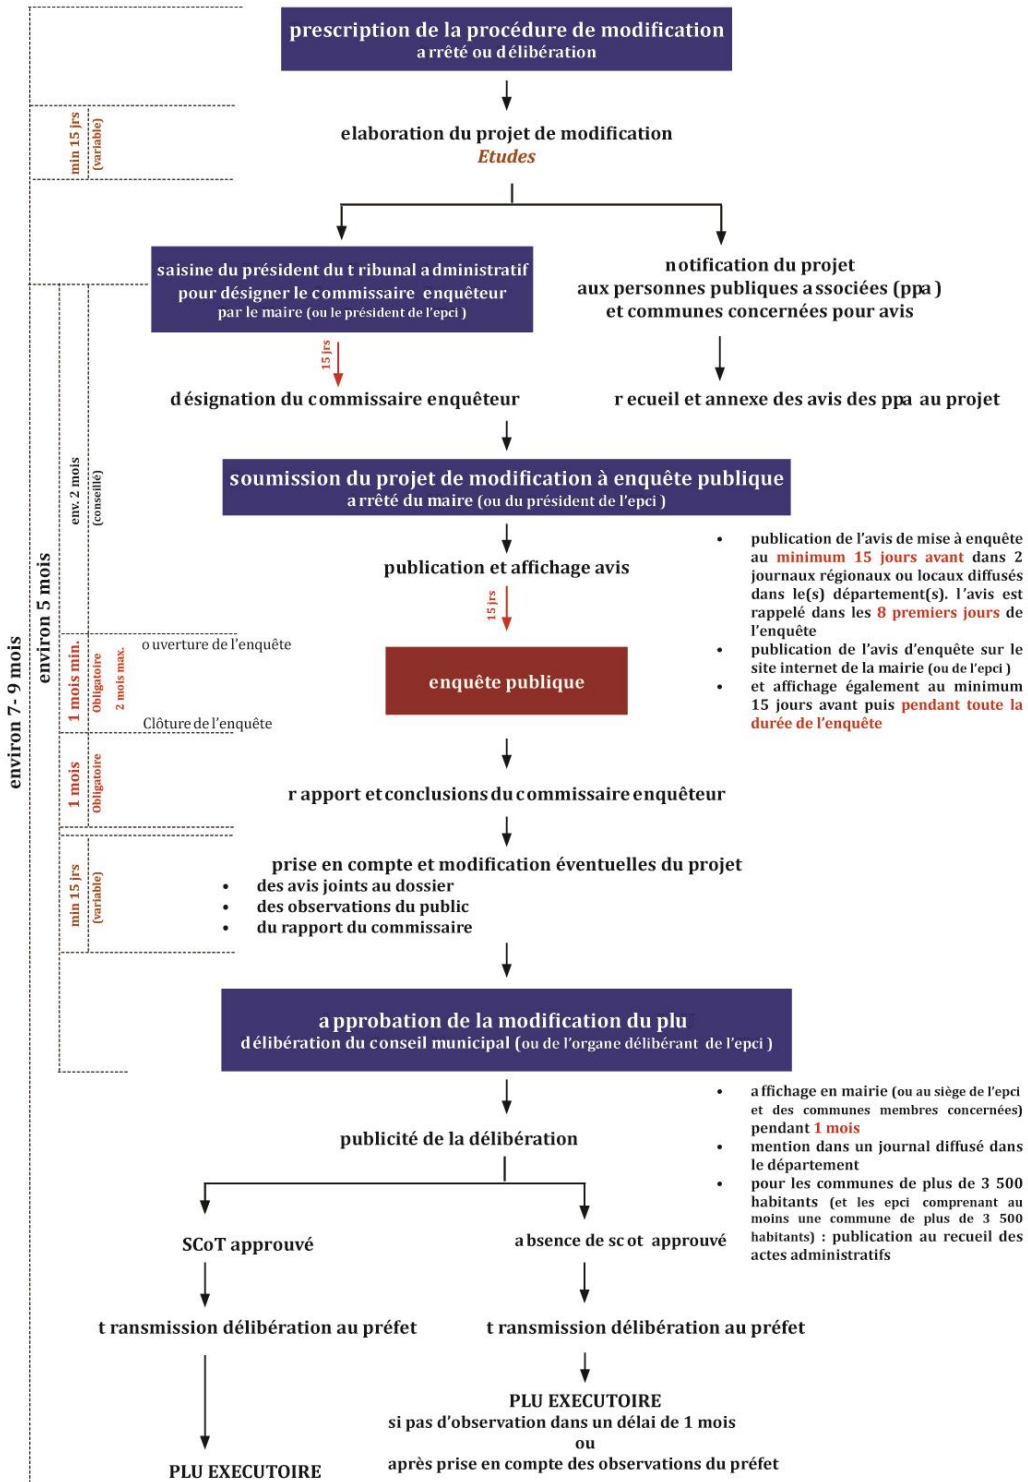 prescription de la procédure de modification
arrêté ou délibération
elaboration du projet de modification
Etudes
min 15 jrs
(variable)
saisine du président du t ribunal administratif
pour désigner le commissaire enquêteur
par le maire (ou le président de l'epci )
notification du projet
aux personnes publiques associées (ppa )
et communes concernées pour avis
15 jrs
désignation du commissaire enquêteur
r ecueil et annexe des avis des ppa au projet
soumission du projet de modification à enquête publique
arrêté du maire (ou du président de l'epci )
env. 2 mois
(conseillé)
publication et affichage avis
15 jrs
• publication de l'avis de mise à enquête
au minimum 15 jours avant dans 2
journaux régionaux ou locaux diffusés
dans le(s) département(s). l'avis est
rappelé dans les 8 premiers jours de
l'enquête
• publication de l'avis d'enquête sur le
site internet de la mairie (ou de l'epci )
• et affichage également au minimum
15 jours avant puis pendant toute la
durée de l'enquête
environ 7- 9 mois
environ 5 mois
o uverture de l'enquête
1 mois min.
Obligatoire
2 mois max.
enquête publique
Clôture de l'enquête
1 mois
Obligatoire
r apport et conclusions du commissaire enquêteur
prise en compte et modification éventuelles du projet
• des avis joints au dossier
• des observations du public
• du rapport du commissaire
min 15 jrs
(variable)
a pprobation de la modification du plu
délibération du conseil municipal (ou de l'organe délibérant de l'epci )
publicité de la délibération
• a ffichage en mairie (ou au siège de l'epci
et des communes membres concernées)
pendant 1 mois
• mention dans un journal diffusé dans
le département
• pour les communes de plus de 3 500
habitants (et les epci comprenant au
moins une commune de plus de 3 500
habitants) : publication au recueil des
actes administratifs
SCoT approuvé
a bsence de sc ot approuvé
t ransmission délibération au préfet
t ransmission délibération au préfet
PLU EXECUTOIRE
si pas d'observation dans un délai de 1 mois
ou
après prise en compte des observations du préfet
PLU EXECUTOIRE